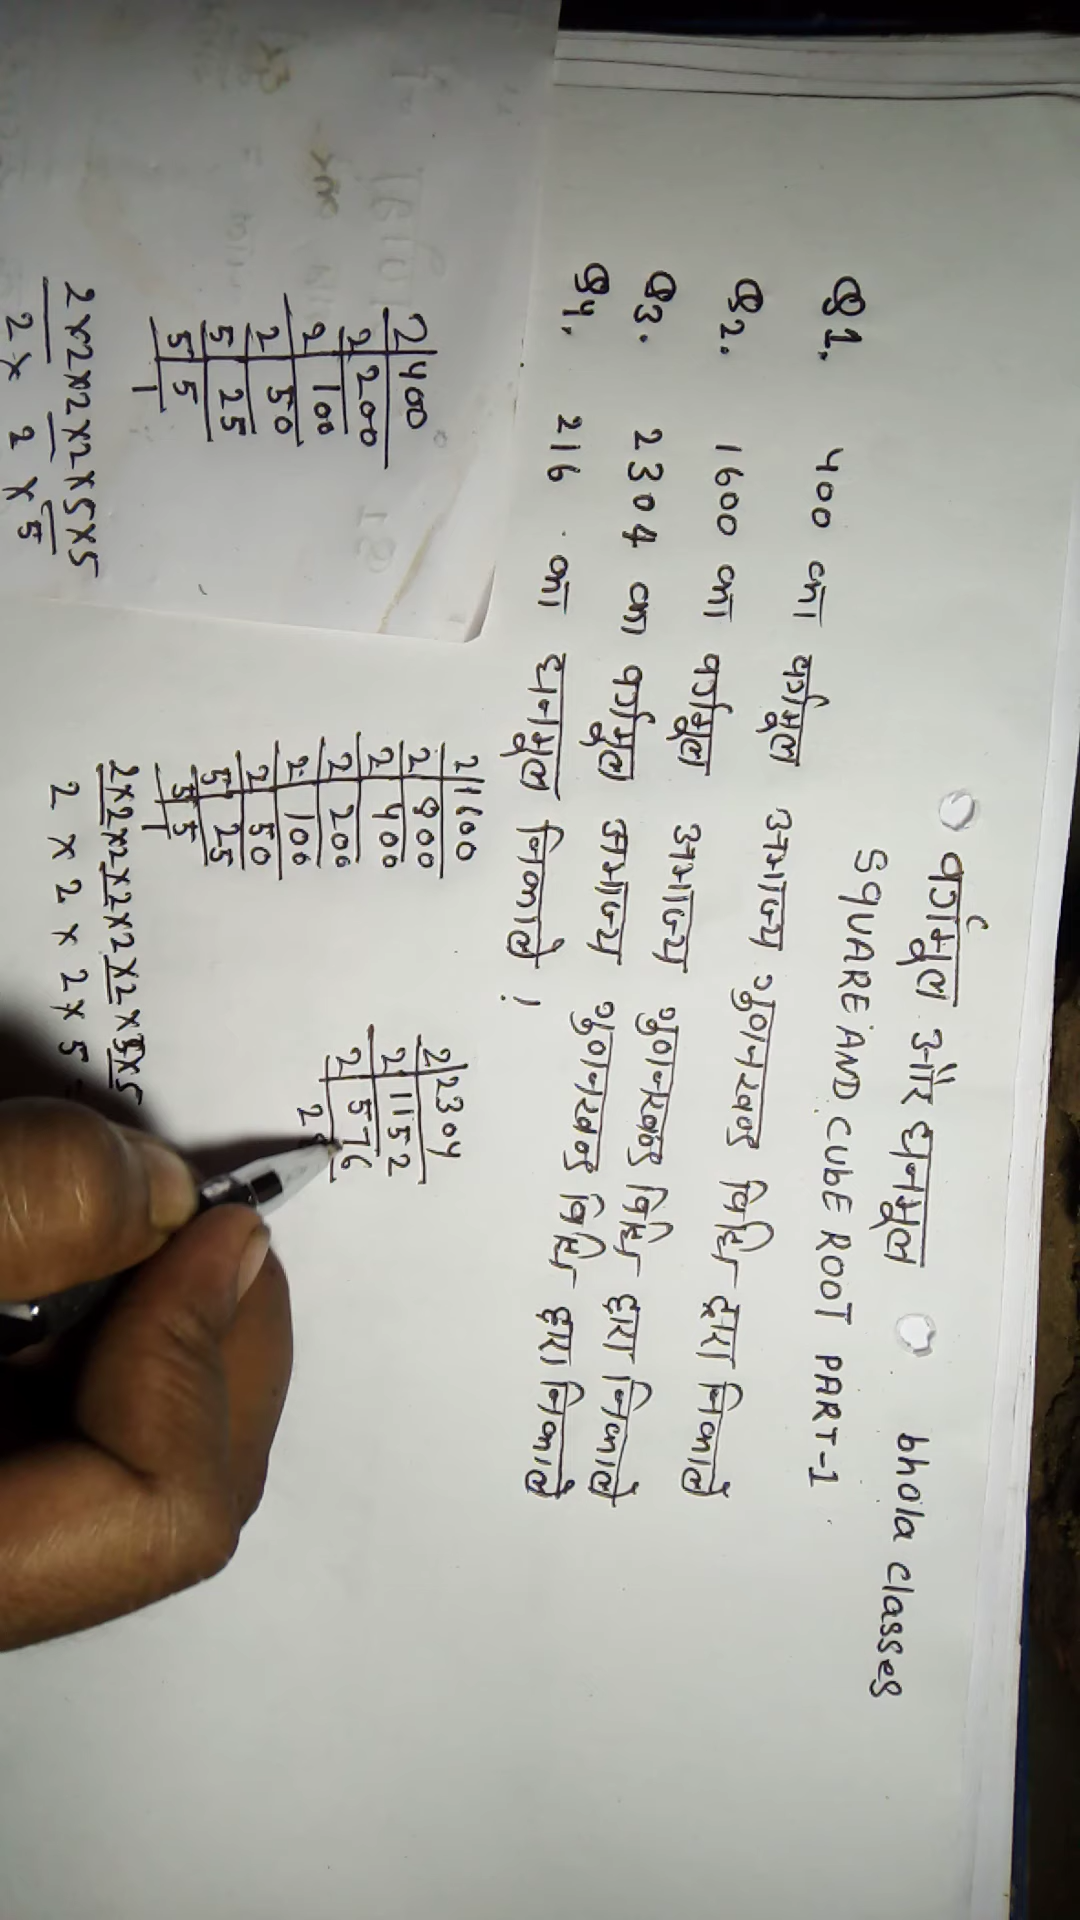 वर्गमूल और घनमूल
bhola classes
SQUARE AND CUBE ROOT PART-1
Q1. 400 का वर्गमूल अभाज्य गुणनखण्ड विधि द्वारा निकाले
Q2. 1600 का वर्गमूल अभाज्य गुणनखण्ड विधि द्वारा निकाले
Q3. 2304 का वर्गमूल अभाज्य गुणनखण्ड विधि द्वारा निकाले
Q4. 216 का घनमूल निकाले !
2 400
2 200
2 100
2 50
5 25
5 5
1
2×2×2×2×5×5
2× 2 × 5
2 1600
2 800
2 400
2 200
2 100
2 50
5 25
5 5
1
2×2×2×2×2×2×5×5
2 × 2 × 2 × 5
2 2304
2 1152
2 576
2